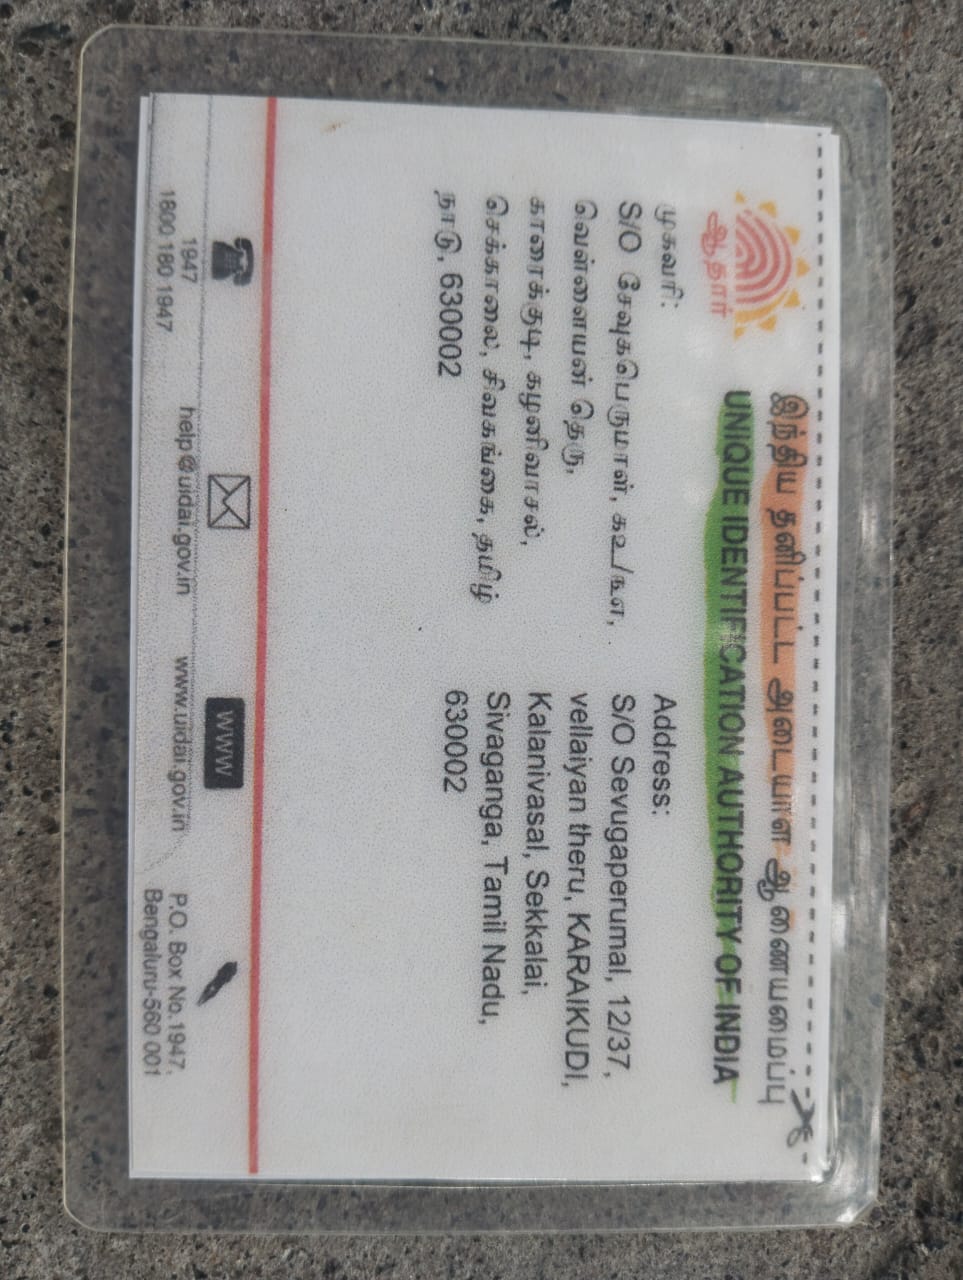 இந்திய தனிப்பட்ட அடையாள ஆணையமைப்பு
UNIQUE IDENTIFICATION AUTHORITY OF INDIA
ஆதார்
முகவரி:
S/O சேவுகபெருமாள், கஉ/௩எ,
வெள்ளையன் தெரு,
காரைக்குடி, கழனிவாசல்,
செக்காலை, சிவகங்கை, தமிழ்
நாடு, 630002
Address:
S/O Sevugaperumal, 12/37,
vellaiyan theru, KARAIKUDI,
Kalanivasal, Sekkalai,
Sivaganga, Tamil Nadu,
630002
1947
1800 180 1947
help@uidai.gov.in
www
www.uidai.gov.in
P.O. Box No.1947,
Bengaluru-560 001